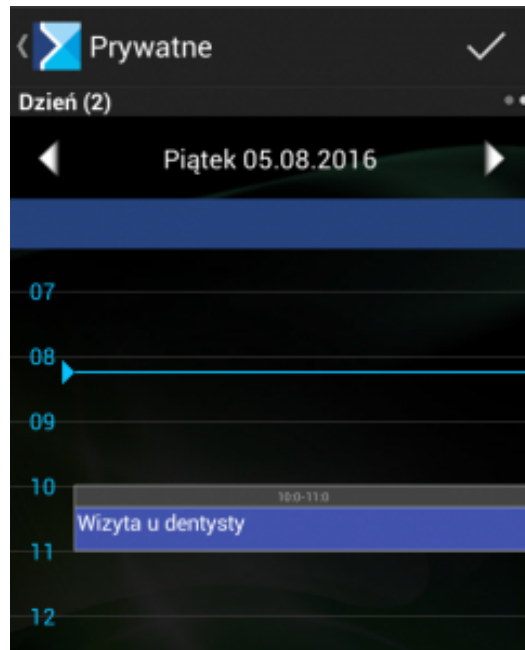 Prywatne
Dzień (2)
Piątek 05.08.2016
07
08
09
10
10:0-11:0
Wizyta u dentysty
11
12